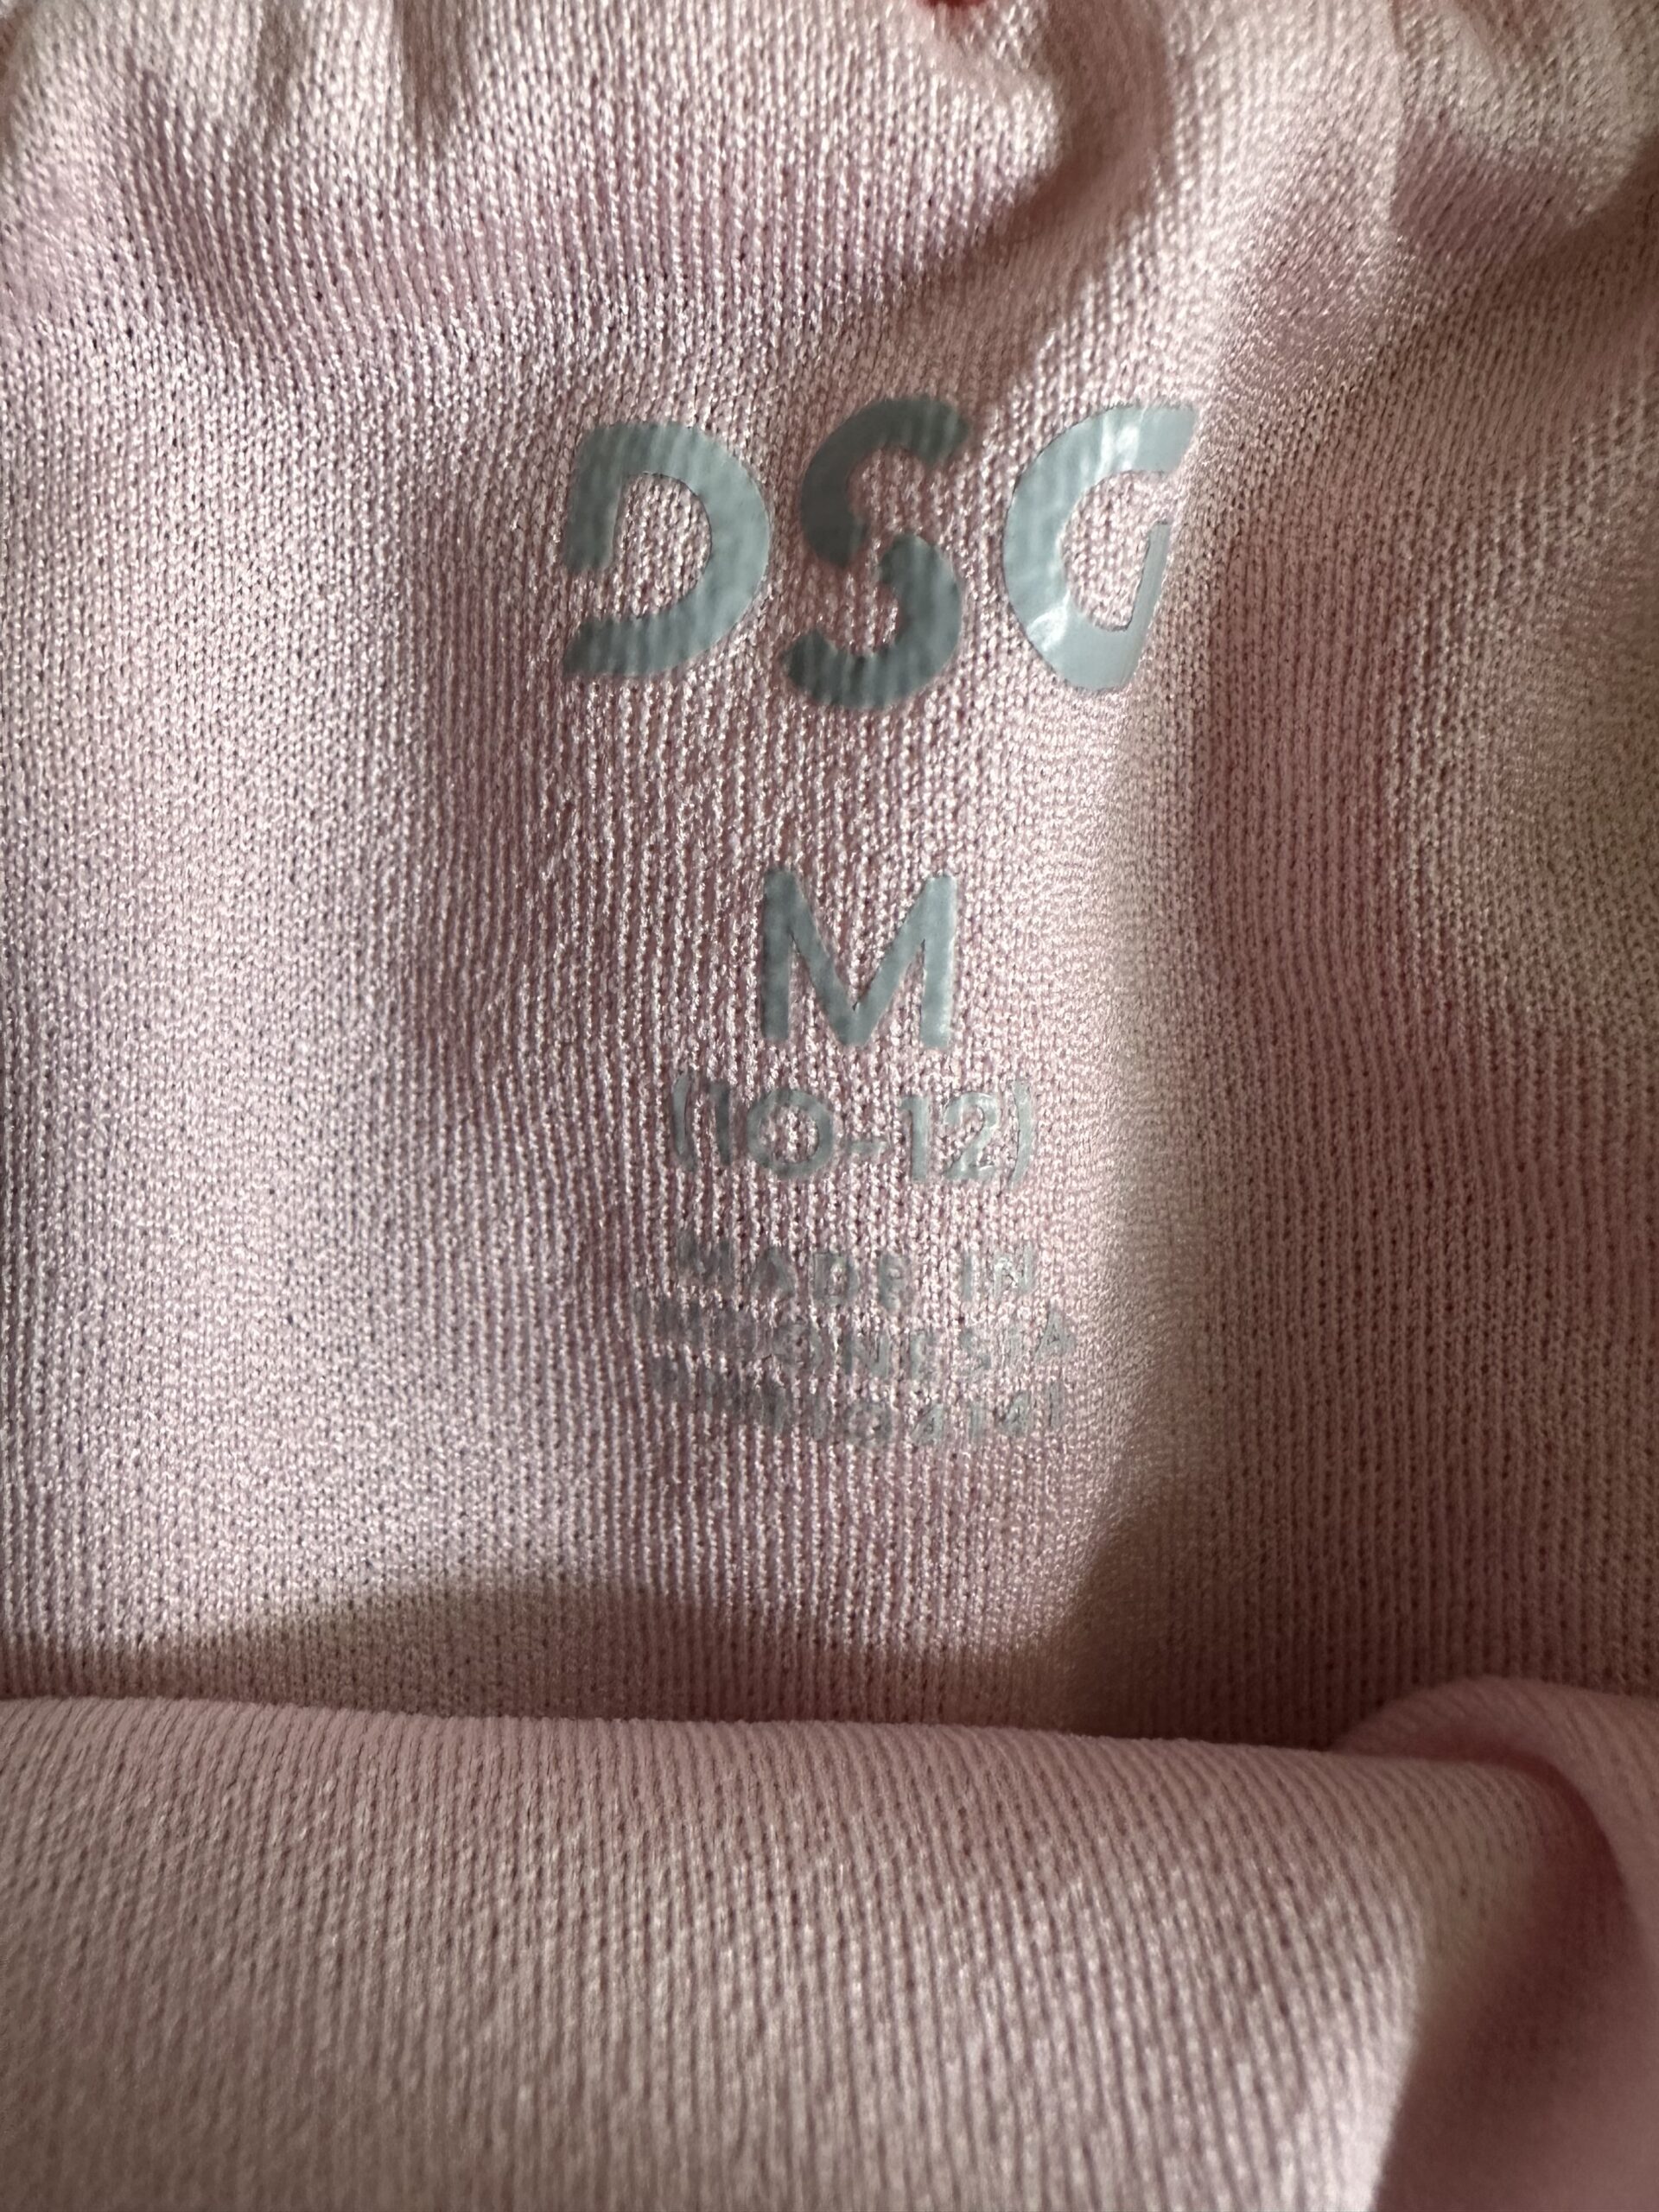 DSG
M
(10-12)
MADE IN
INDONESIA